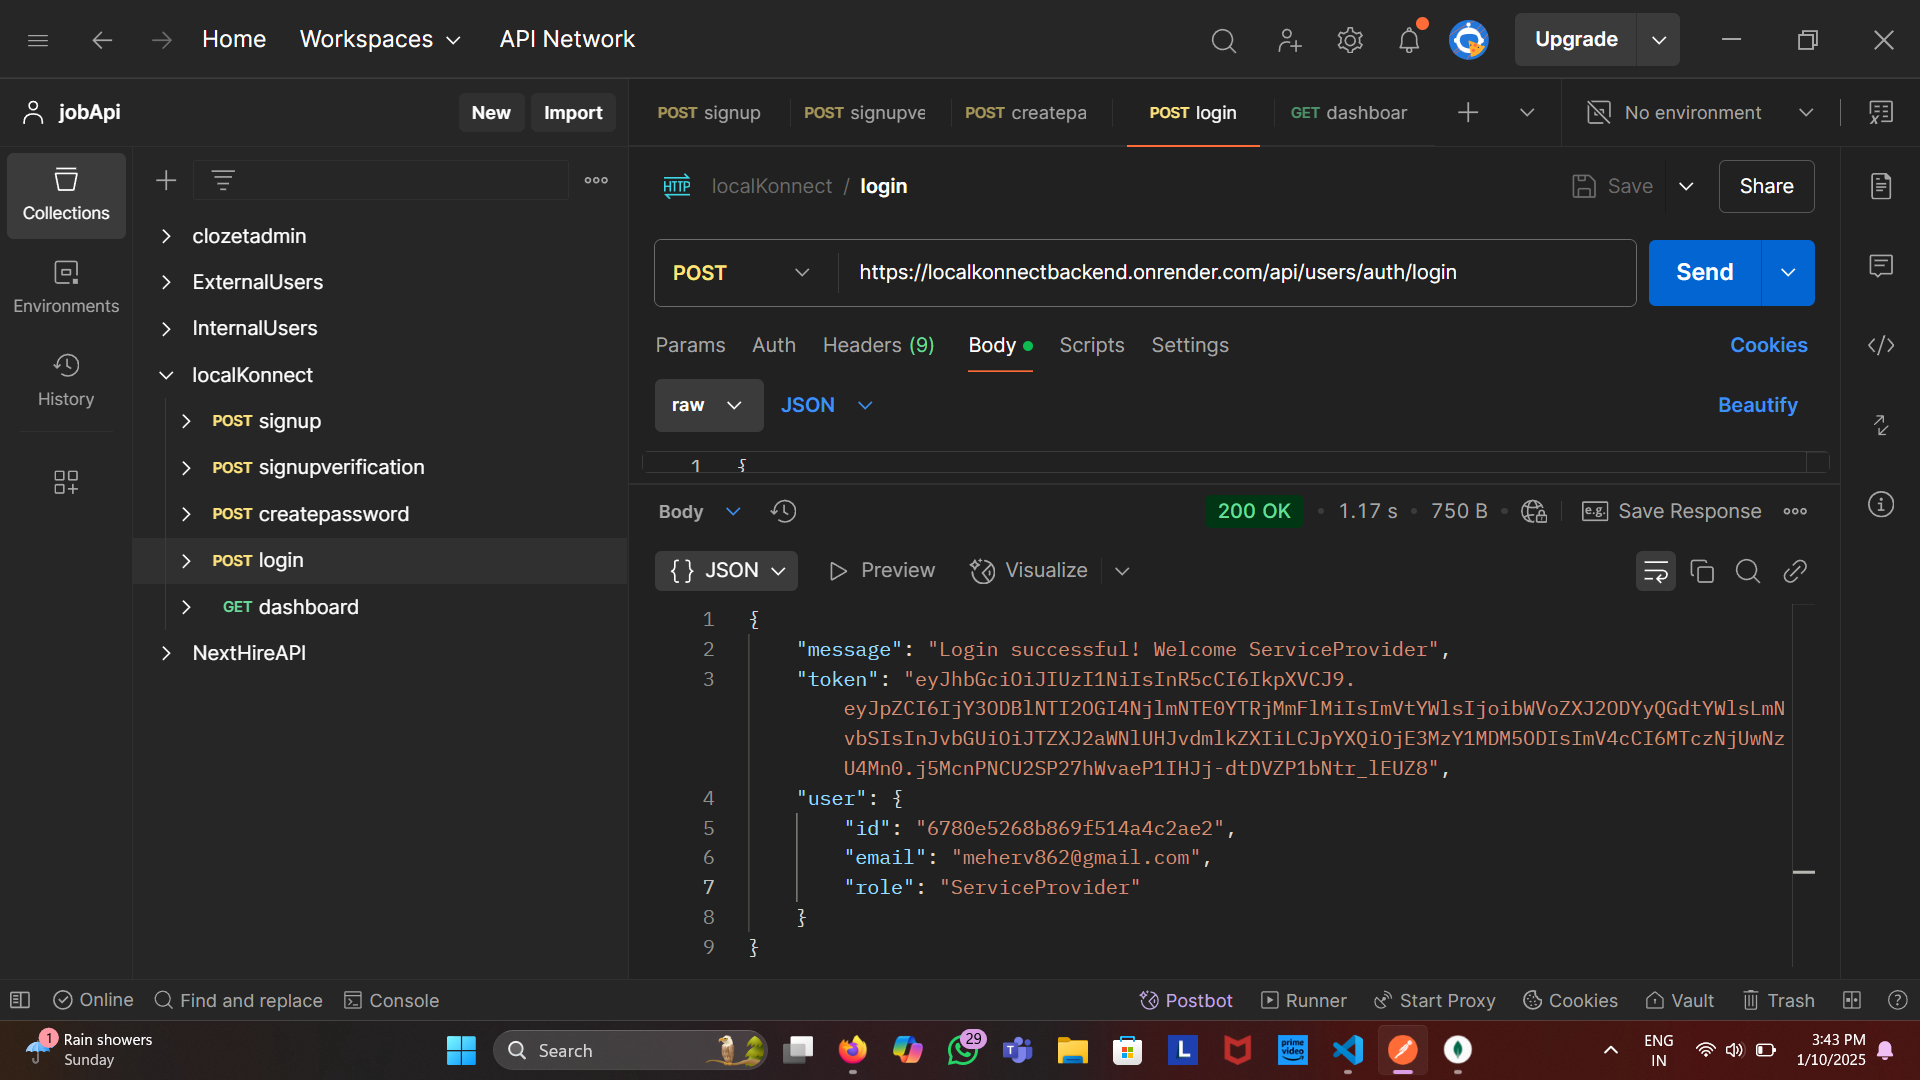 Home
Workspaces
API Network
Upgrade
jobApi
New
Import
POST signup
POST signupve
POST createpa
POST login
GET dashboar
No environment
Collections
Environments
History
clozetadmin
ExternalUsers
InternalUsers
localKonnect
POST signup
POST signupverification
POST createpassword
POST login
GET dashboard
NextHireAPI
HTTP localKonnect / login
Save
Share
POST
https://localkonnectbackend.onrender.com/api/users/auth/login
Send
Params Auth Headers (9) Body Scripts Settings
Cookies
raw
JSON
Beautify
1 {
Body
200 OK • 1.17 s • 750 B •
e.g. Save Response
{} JSON
Preview
Visualize
1 {
2 "message": "Login successful! Welcome ServiceProvider",
3 "token": "eyJhbGciOiJIUzI1NiIsInR5cCI6IkpXVCJ9.
eyJpZCI6IjY3ODBlNTI2OGI4NjlmNTE0YTRjMmFlMiIsImVtYWlsIjoibWVoZXJ2ODYyQGdtYWlsLmN
vbSIsInJvbGUiOiJTZXJ2aWNlUHJvdmlkZXIiLCJpYXQiOjE3MzY1MDM5ODIsImV4cCI6MTczNjUwNz
U4Mn0.j5McnPNCU2SP27hWvaeP1IHJj-dtDVZP1bNtr_lEUZ8",
4 "user": {
5 "id": "6780e5268b869f514a4c2ae2",
6 "email": "meherv862@gmail.com",
7 "role": "ServiceProvider"
8 }
9 }
Online
Find and replace
Console
Postbot
Runner
Start Proxy
Cookies
Vault
Trash
1
Rain showers
Sunday
Search
29
L
prime video
ENG
IN
3:43 PM
1/10/2025